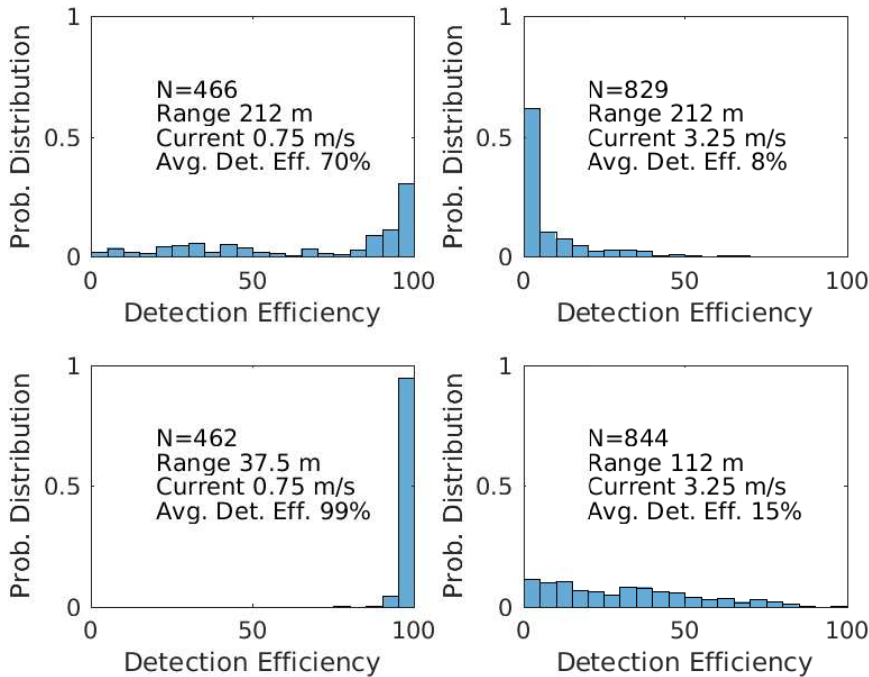 1
0.5
0
Prob. Distribution
N=466
Range 212 m
Current 0.75 m/s
Avg. Det. Eff. 70%
0
50
100
Detection Efficiency
1
0.5
0
Prob. Distribution
N=829
Range 212 m
Current 3.25 m/s
Avg. Det. Eff. 8%
0
50
100
Detection Efficiency
1
0.5
0
Prob. Distribution
N=462
Range 37.5 m
Current 0.75 m/s
Avg. Det. Eff. 99%
0
50
100
Detection Efficiency
1
0.5
0
Prob. Distribution
N=844
Range 112 m
Current 3.25 m/s
Avg. Det. Eff. 15%
0
50
100
Detection Efficiency